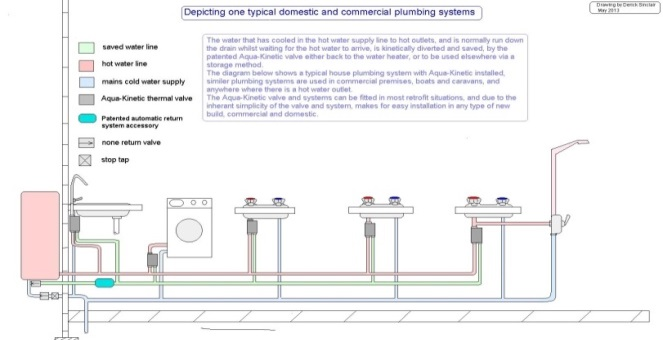 Drawing by Derrick Sinclair
May 2013
Depicting one typical domestic and commercial plumbing systems
The water that has cooled in the hot water supply line to hot outlets, and is normally run down
the drain whilst waiting for the hot water to arrive, is kinetically diverted and saved, by the
patented Aqua-Kinetic valve either back to the water heater, or to be used elsewhere via a
storage method.
The diagram below shows a typical house plumbing system with Aqua-Kinetic installed,
similar plumbing systems are used in commercial premises, boats and caravans, and
anywhere where there is a hot water outlet.
The Aqua-Kinetic valve and systems can be fitted in most retrofit situations, and due to the
inherant simplicity of the valve and system, makes for easy installation in any type of new
build, commercial and domestic.
saved water line
hot water line
mains cold water supply
Aqua-Kinetic thermal valve
Patented automatic return
system accessory
none return valve
stop tap